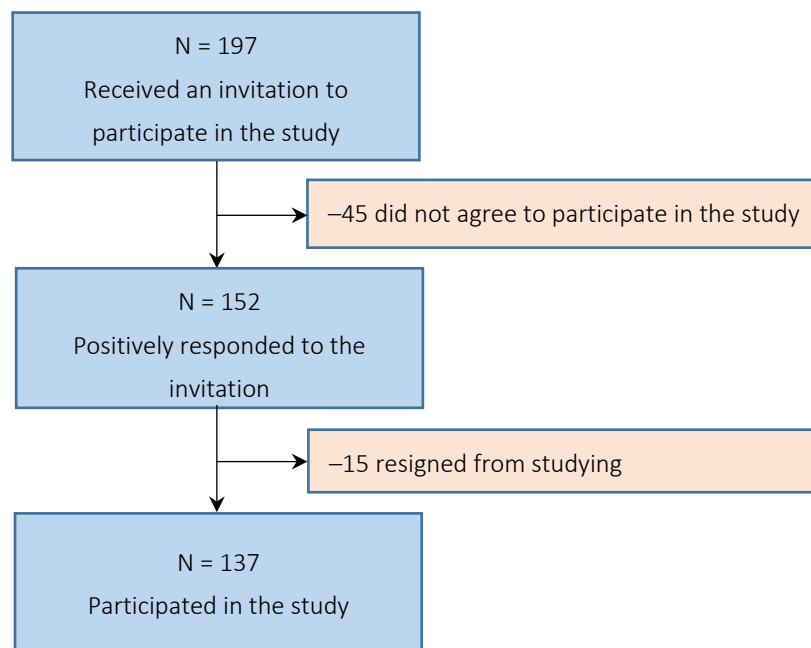 N = 197
Received an invitation to
participate in the study
–45 did not agree to participate in the study
N = 152
Positively responded to the
invitation
–15 resigned from studying
N = 137
Participated in the study